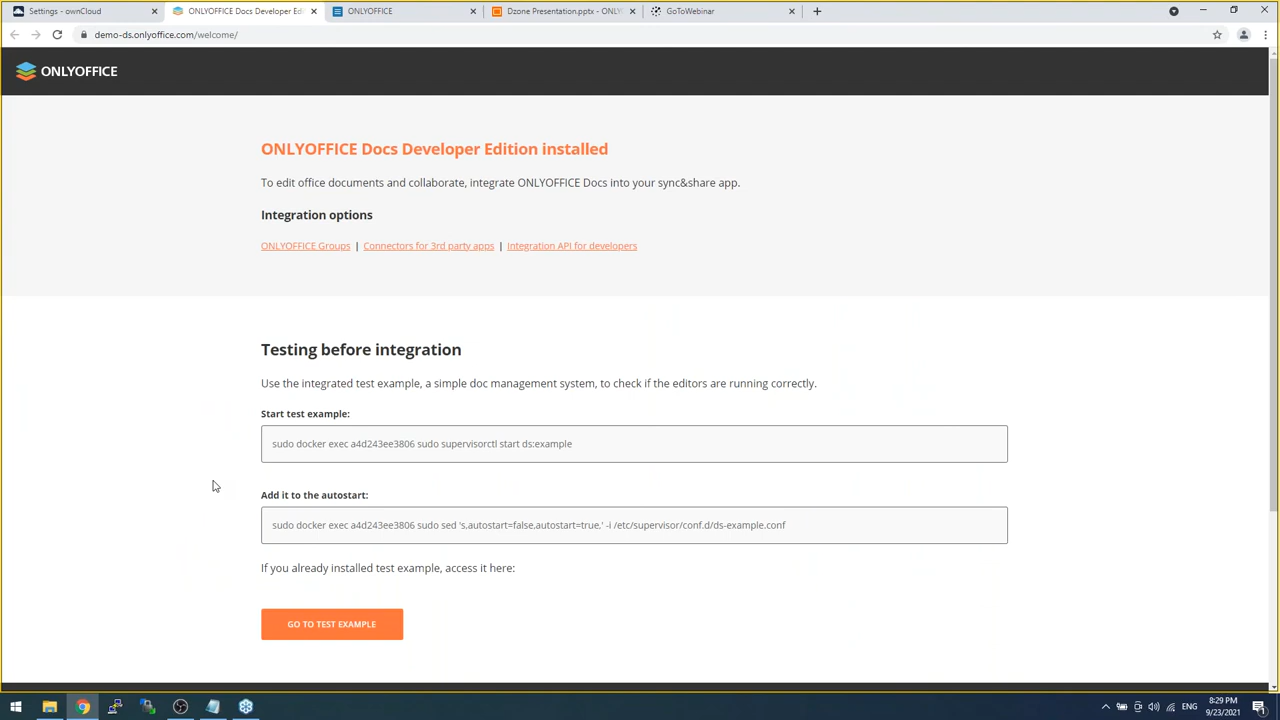 Settings - ownCloud
ONLYOFFICE Docs Developer Edi
ONLYOFFICE
Dzone Presentation.pptx - ONLY
GoToWebinar
demo-ds.onlyoffice.com/welcome/
ONLYOFFICE
ONLYOFFICE Docs Developer Edition installed
To edit office documents and collaborate, integrate ONLYOFFICE Docs into your sync&share app.
Integration options
ONLYOFFICE Groups | Connectors for 3rd party apps | Integration API for developers
Testing before integration
Use the integrated test example, a simple doc management system, to check if the editors are running correctly.
Start test example:
sudo docker exec a4d243ee3806 sudo supervisorctl start ds:example
Add it to the autostart:
sudo docker exec a4d243ee3806 sudo sed 's,autostart=false,autostart=true,' -i /etc/supervisor/conf.d/ds-example.conf
If you already installed test example, access it here:
GO TO TEST EXAMPLE
ENG
8:29 PM
9/23/2021
1